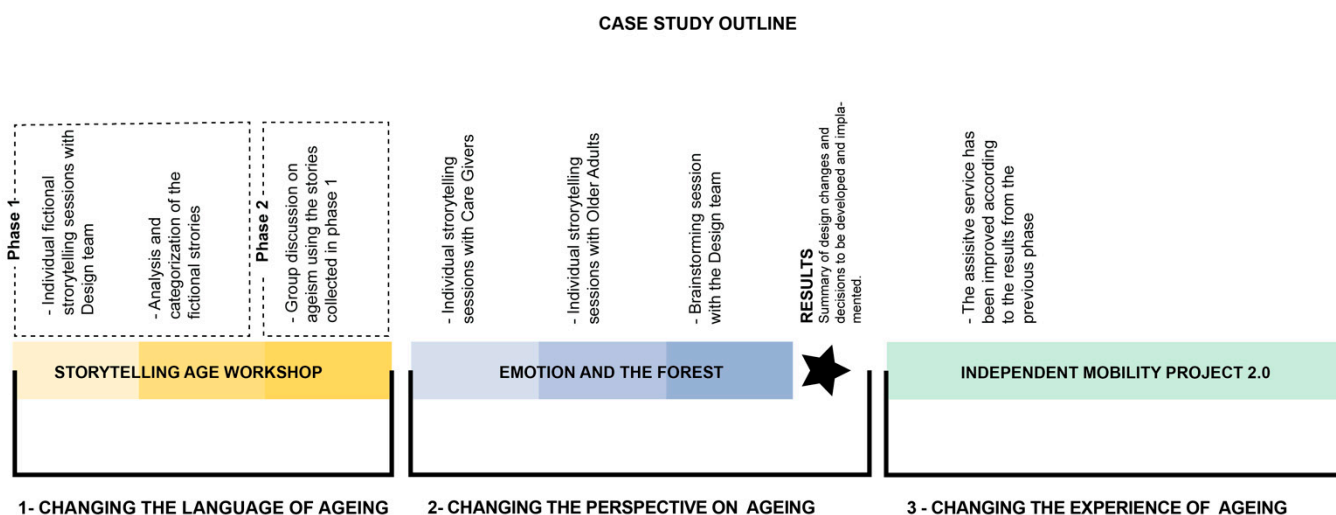 CASE STUDY OUTLINE
Phase 1
- Individual fictional
strorytelling sessions with
Design team
- Analysis and
categorization of the
fictional strories
Phase 2
- Group discussion on
ageism using the stories
collected in phase 1
- Individual storytelling
sessions with Care Givers
- Individual storytelling
sessions with Older Adults
- Brainstorming session
with the Design team
RESULTS
Summary of design changes and
decisions to be developed and impla-
mented.
- The assisitve service has
been improved according
to the results from the
previous phase
STORYTELLING AGE WORKSHOP
EMOTION AND THE FOREST
INDEPENDENT MOBILITY PROJECT 2.0
1- CHANGING THE LANGUAGE OF AGEING
2- CHANGING THE PERSPECTIVE ON AGEING
3 - CHANGING THE EXPERIENCE OF AGEING